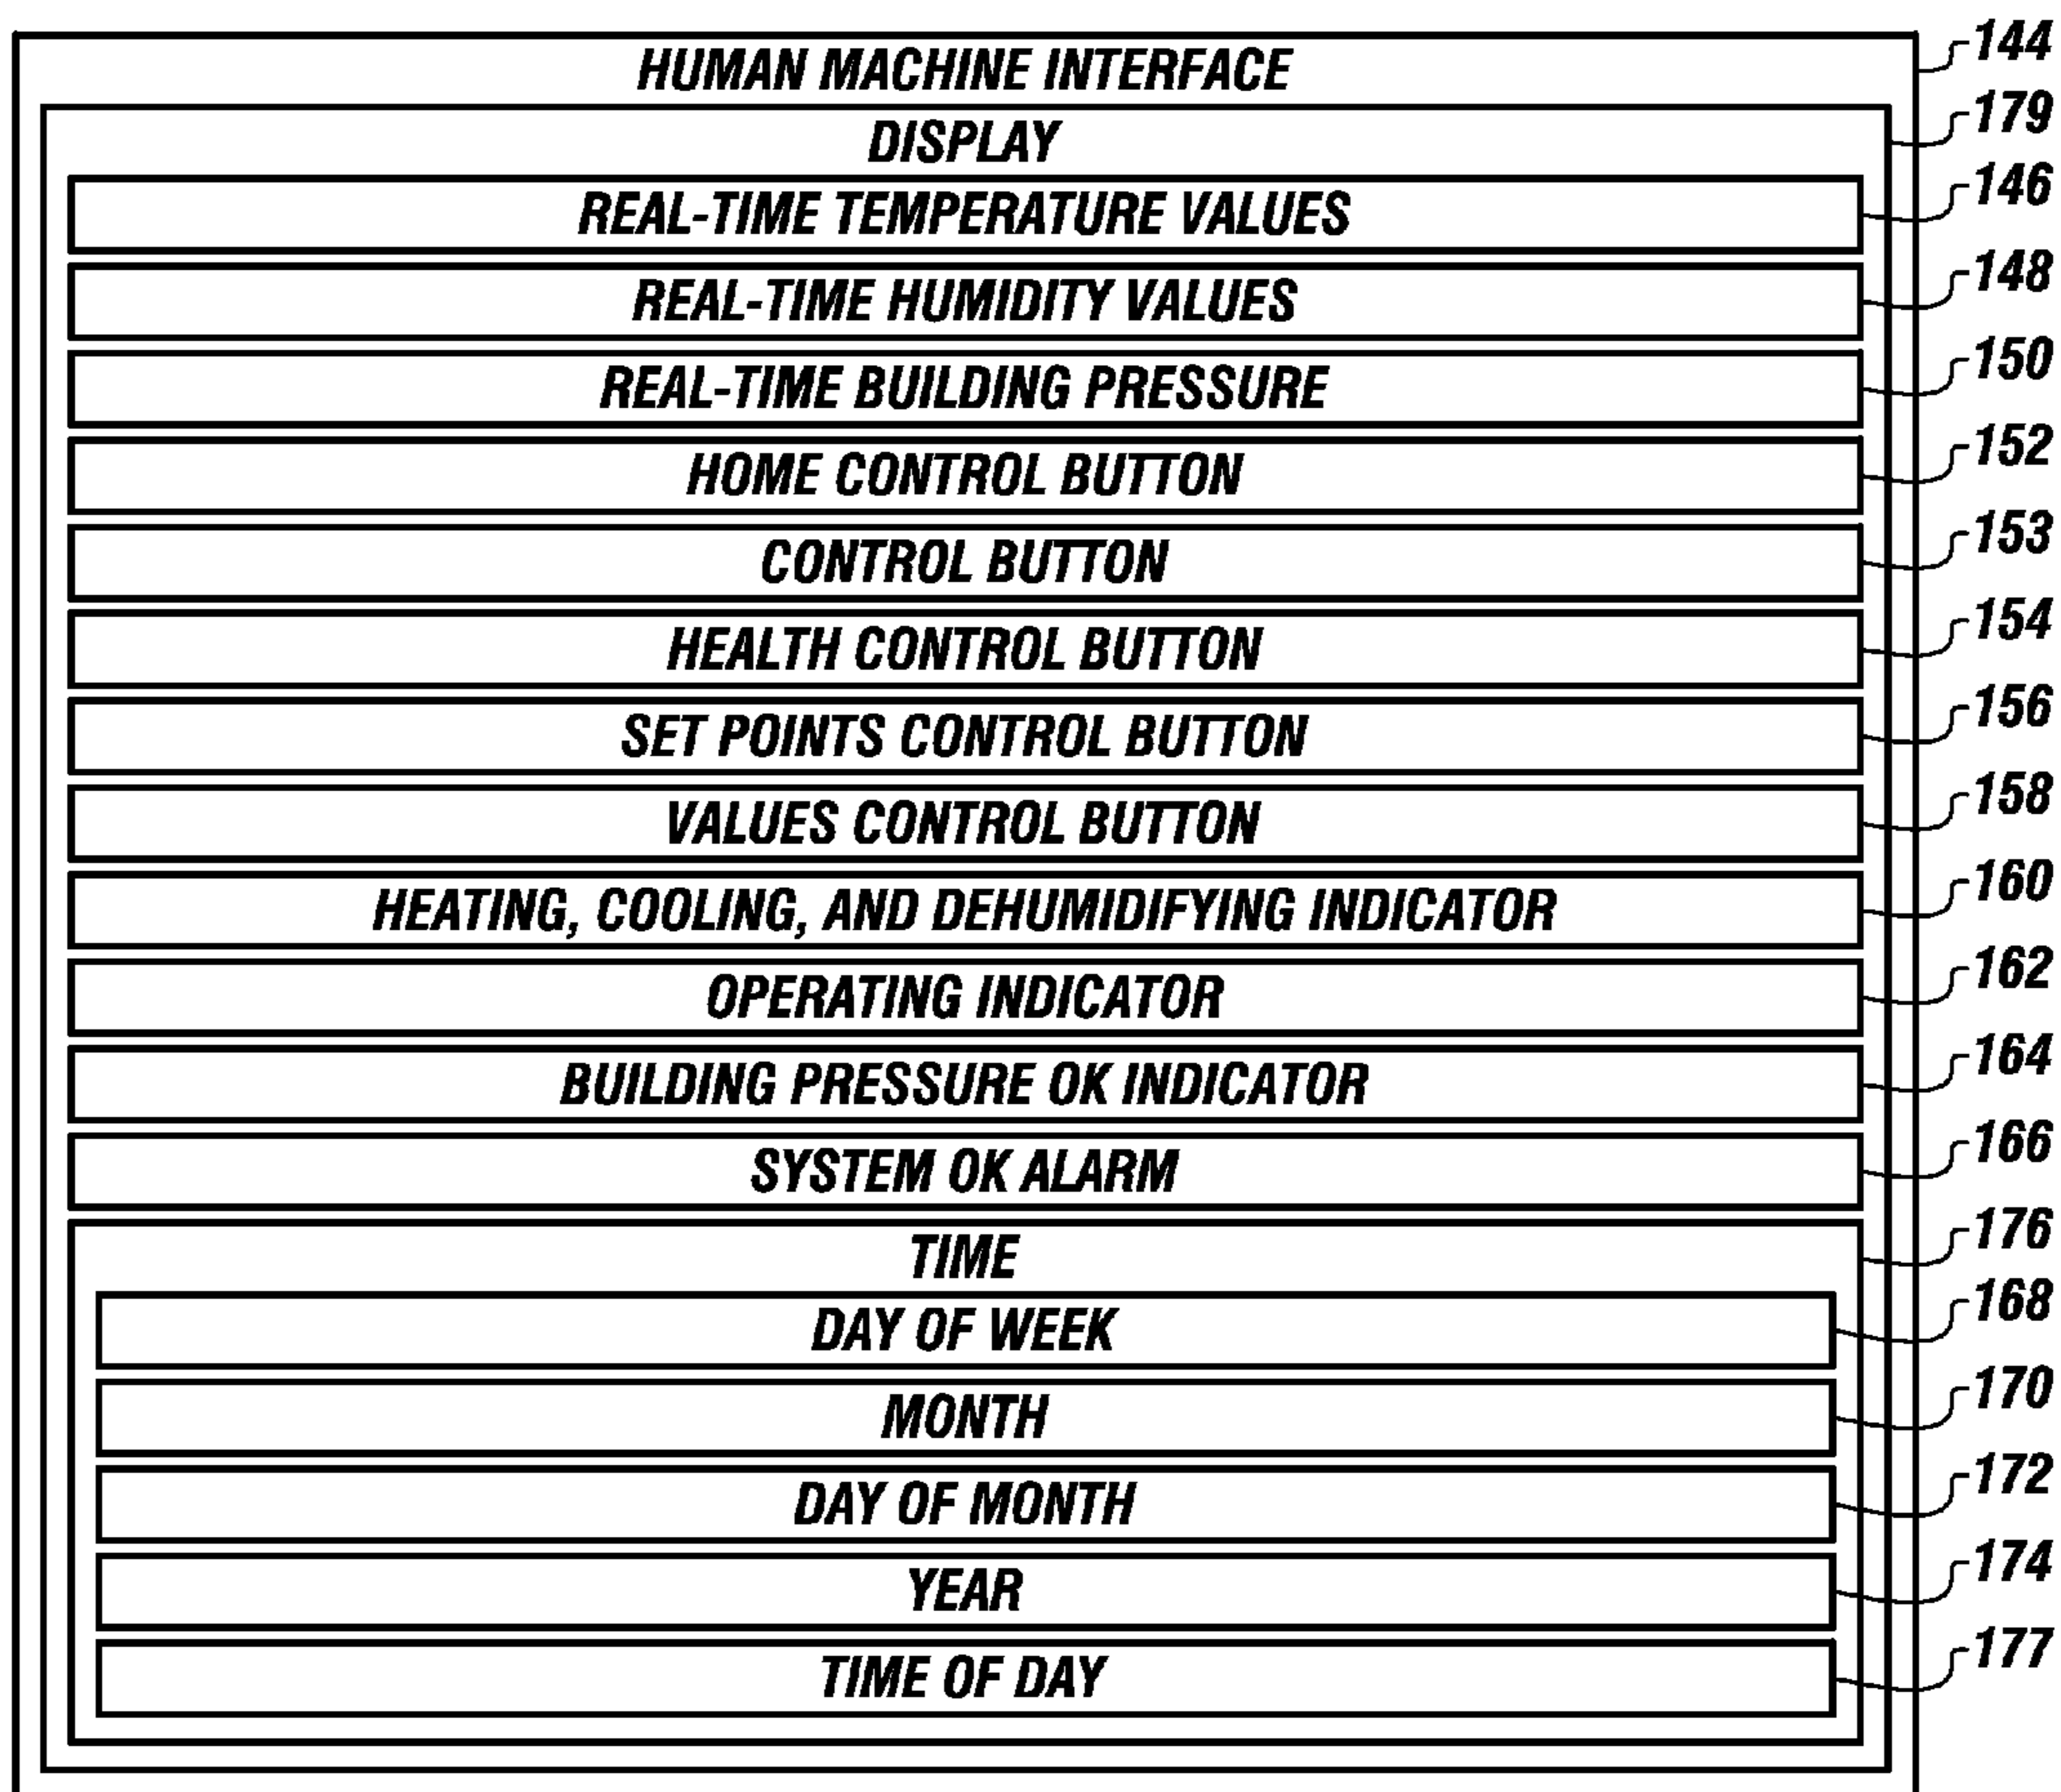 HUMAN MACHINE INTERFACE 144
DISPLAY 179
REAL-TIME TEMPERATURE VALUES 146
REAL-TIME HUMIDITY VALUES 148
REAL-TIME BUILDING PRESSURE 150
HOME CONTROL BUTTON 152
CONTROL BUTTON 153
HEALTH CONTROL BUTTON 154
SET POINTS CONTROL BUTTON 156
VALUES CONTROL BUTTON 158
HEATING, COOLING, AND DEHUMIDIFYING INDICATOR 160
OPERATING INDICATOR 162
BUILDING PRESSURE OK INDICATOR 164
SYSTEM OK ALARM 166
TIME 176
DAY OF WEEK 168
MONTH 170
DAY OF MONTH 172
YEAR 174
TIME OF DAY 177